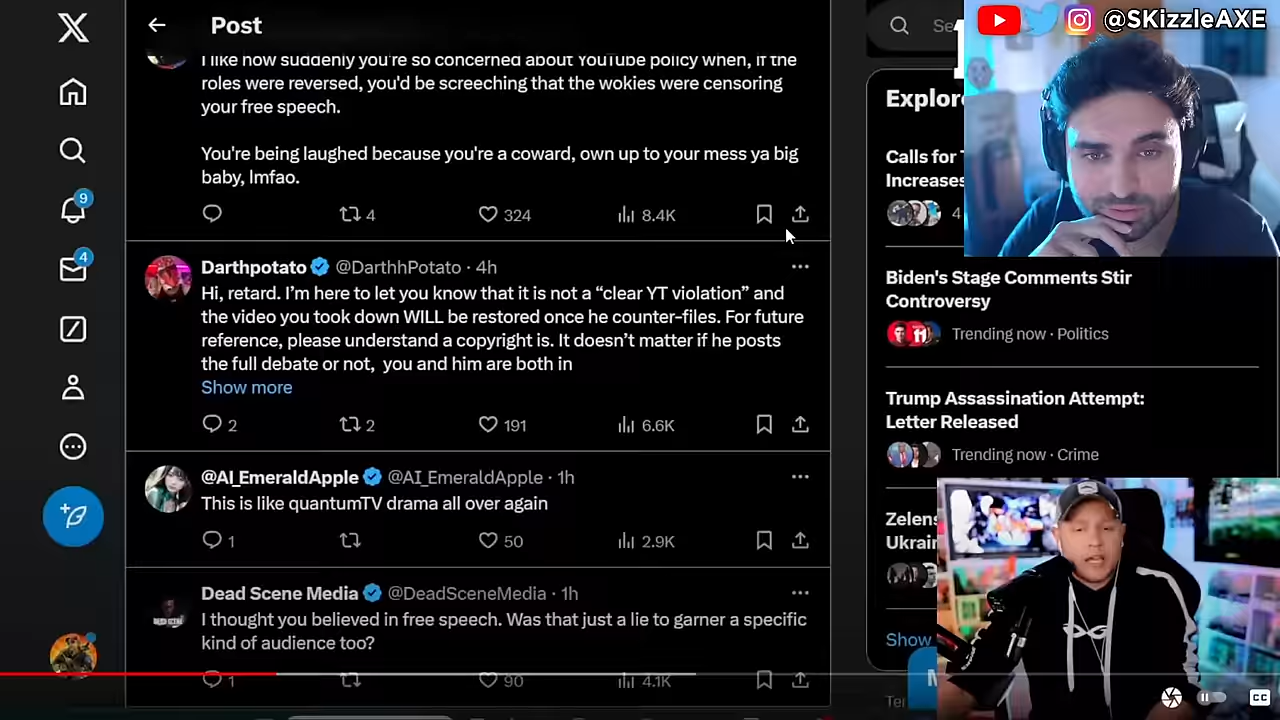 Post
I like how suddenly you're so concerned about YouTube policy when, if the
roles were reversed, you'd be screeching that the wokies were censoring
your free speech.
You're being laughed because you're a coward, own up to your mess ya big
baby, lmfao.
4
324
8.4K
Darthpotato @DarthhPotato · 4h
Hi, retard. I'm here to let you know that it is not a “clear YT violation” and
the video you took down WILL be restored once he counter-files. For future
reference, please understand a copyright is. It doesn't matter if he posts
the full debate or not, you and him are both in
Show more
2
2
191
6.6K
@AI_EmeraldApple @AI_EmeraldApple · 1h
This is like quantumTV drama all over again
1
50
2.9K
Dead Scene Media @DeadSceneMedia · 1h
I thought you believed in free speech. Was that just a lie to garner a specific
kind of audience too?
1
90
4.1K
9
4
Se
@SKizzleAXE
Explore
Calls for T
Increases
4
Biden's Stage Comments Stir
Controversy
Trending now · Politics
Trump Assassination Attempt:
Letter Released
Trending now · Crime
Zelens
Ukrain
Show
M
Ter
CC